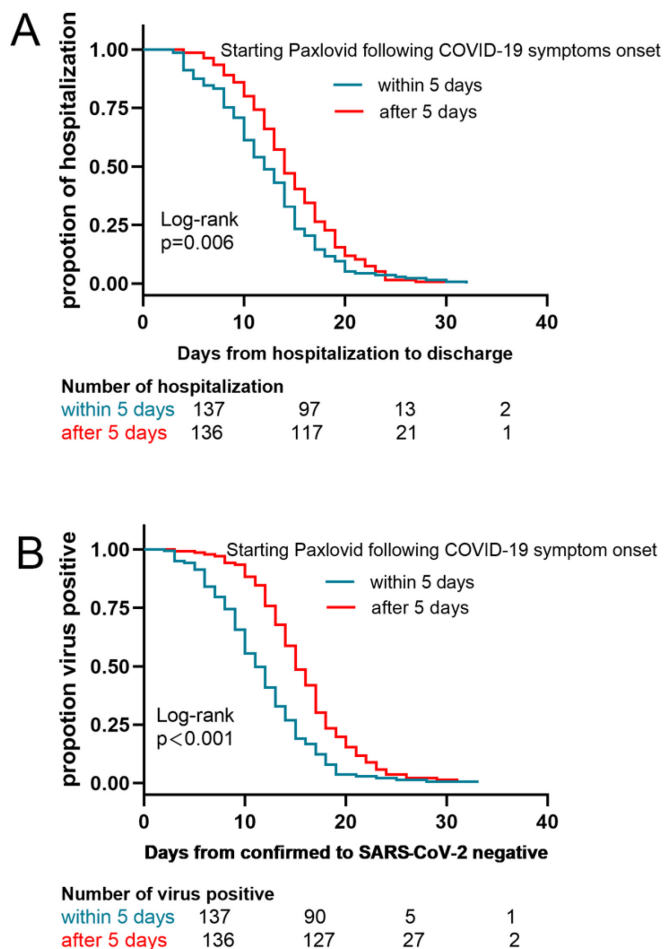 A
Starting Paxlovid following COVID-19 symptoms onset
within 5 days
after 5 days
propotion of hospitalization
1.00
0.75
0.50
0.25
0.00
Log-rank
p=0.006
0 10 20 30 40
Days from hospitalization to discharge
Number of hospitalization
within 5 days 137 97 13 2
after 5 days 136 117 21 1
B
Starting Paxlovid following COVID-19 symptom onset
within 5 days
after 5 days
propotion virus positive
1.00
0.75
0.50
0.25
0.00
Log-rank
p<0.001
0 10 20 30 40
Days from confirmed to SARS-CoV-2 negative
Number of virus positive
within 5 days 137 90 5 1
after 5 days 136 127 27 2